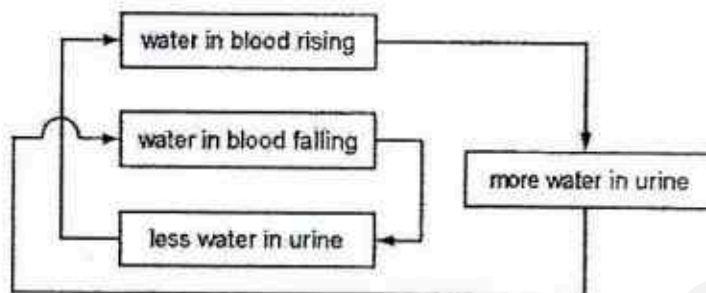 water in blood rising
water in blood falling
more water in urine
less water in urine